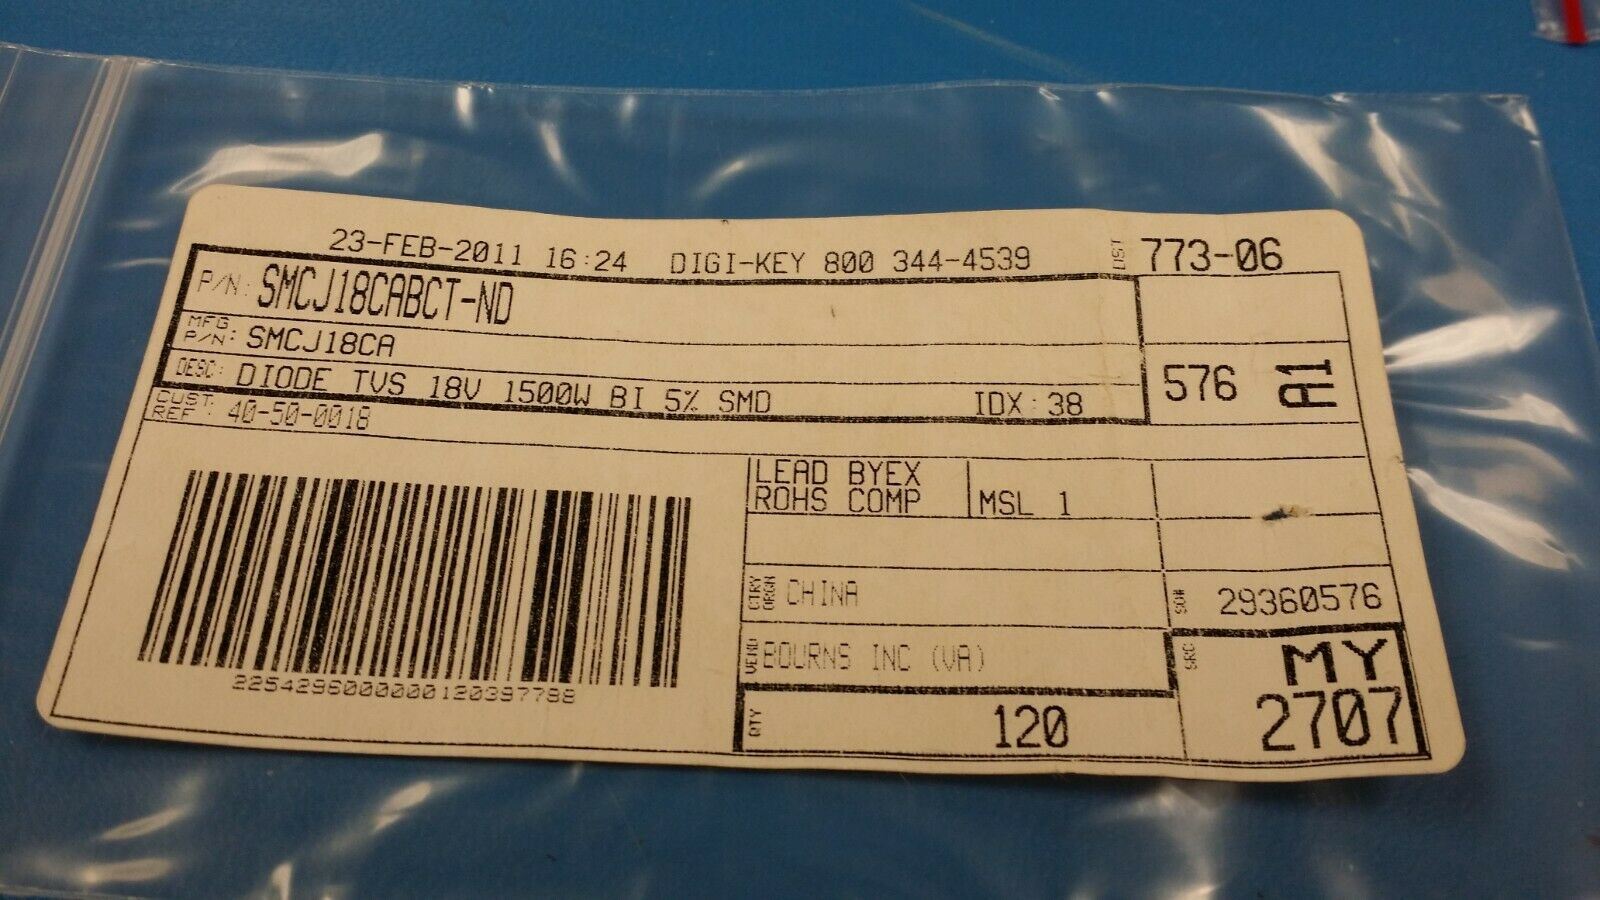 23-FEB-2011 16:24 DIGI-KEY 800 344-4539 LIST 773-06
P/N: SMCJ18CABCT-ND
MFG P/N: SMCJ18CA
DESC: DIODE TVS 18V 1500W BI 5% SMD IDX: 38
576 A1
CUST. REF: 40-50-0018
LEAD BYEX
ROHS COMP
MSL 1
CTRY ORGN CHINA
SO# 29360576
VEND BOURNS INC (VA)
SRC MY
2707
QTY 120
2254296000000120397788